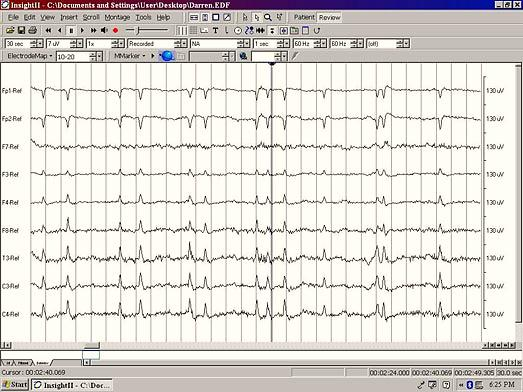 InsightII - C:\Documents and Settings\User\Desktop\Darren.EDF
File Edit View Insert Scroll Montage Tools Help Patient Review
30 sec 7 uV 1x Recorded NA 1 sec 60 Hz 60 Hz (off)
ElectrodeMap 10-20 MMarker
Fp1-Ref 130 uV
Fp2-Ref 130 uV
F7-Ref 130 uV
F3-Ref 130 uV
F4-Ref 130 uV
F8-Ref 130 uV
T3-Ref 130 uV
C3-Ref 130 uV
C4-Ref 130 uV
Cursor: 00:02:40.069 00:02:24.000 00:02:40.069 00:02:49.305 30.0 sec
Start InsightII - C:\Doc... 6:25 PM